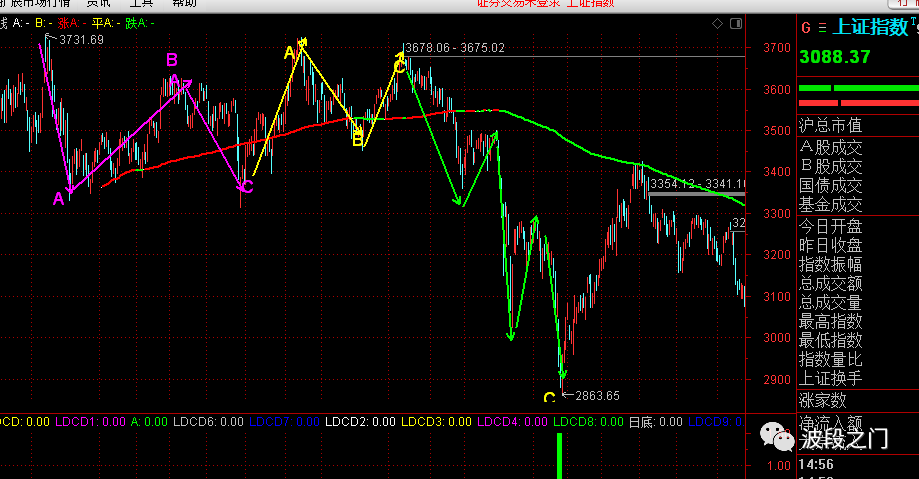 扩展市场行情 资讯 工具 帮助 证券交易未登录 上证指数
线 A: - B: - 涨A: - 平A: - 跌A: -
G 上证指数
3088.37
3731.69
3678.06 - 3675.02
3354.12 - 3341.1
32
2863.65
A
B
A
C
A
B
C
C
3700
3600
3500
3400
3300
3200
3100
3000
2900
沪总市值
A股成交
B股成交
国债成交
基金成交
今日开盘
昨日收盘
指数振幅
总成交额
总成交量
最高指数
最低指数
指数量比
上证换手
涨家数
净流入额
CD: 0.00 LDCD1: 0.00 A: 0.00 LDCD6: 0.00 LDCD7: 0.00 LDCD2: 0.00 LDCD3: 0.00 LDCD4: 0.00 LDCD8: 0.00 日底: 0.00 LDCD9: 0
1.00
波段之门
14:56